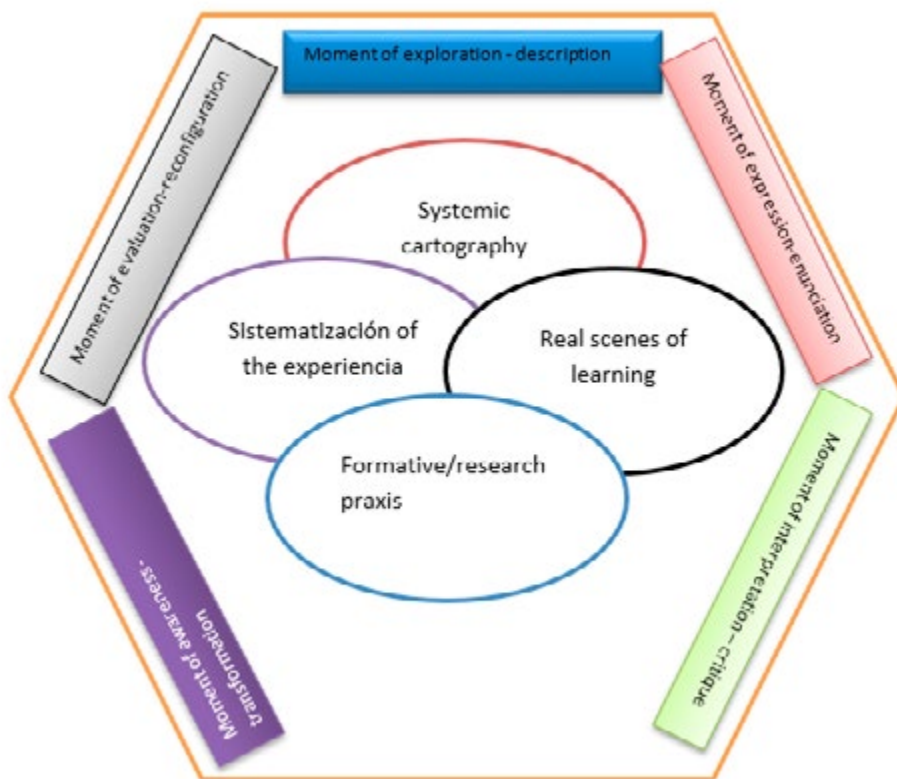 Moment of exploration - description
Moment of evaluation-reconfiguration
Moment of expression-enunciation
Systemic
cartography
Sistematización of
the experiencia
Real scenes of
learning
Formative/research
praxis
Moment of awareness-
transformation
Moment of interpretation – critique